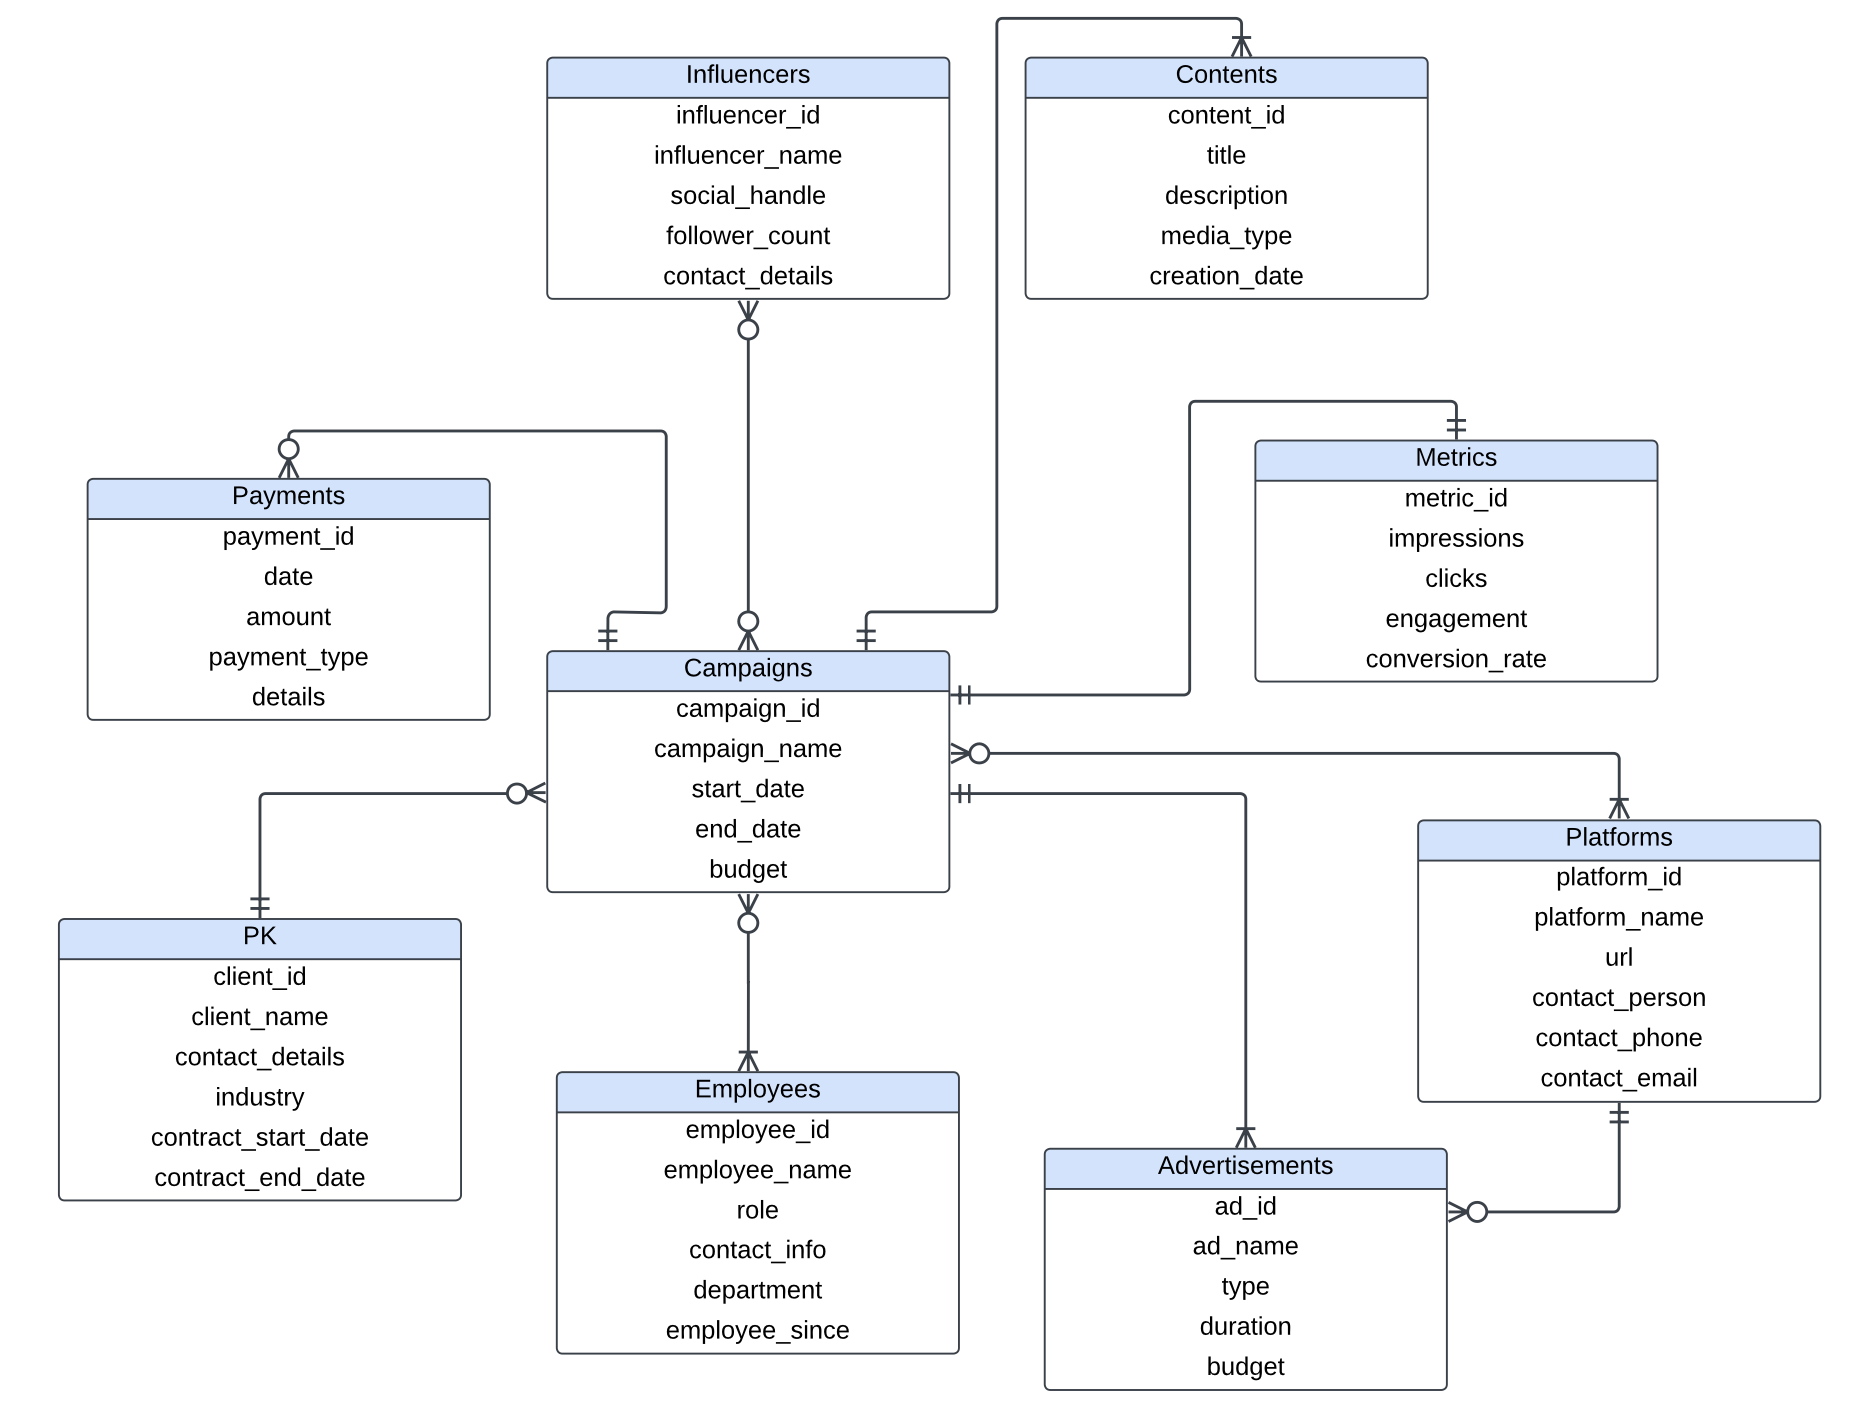 Influencers
influencer_id
influencer_name
social_handle
follower_count
contact_details
Contents
content_id
title
description
media_type
creation_date
Payments
payment_id
date
amount
payment_type
details
Metrics
metric_id
impressions
clicks
engagement
conversion_rate
Campaigns
campaign_id
campaign_name
start_date
end_date
budget
Platforms
platform_id
platform_name
url
contact_person
contact_phone
contact_email
PK
client_id
client_name
contact_details
industry
contract_start_date
contract_end_date
Employees
employee_id
employee_name
role
contact_info
department
employee_since
Advertisements
ad_id
ad_name
type
duration
budget